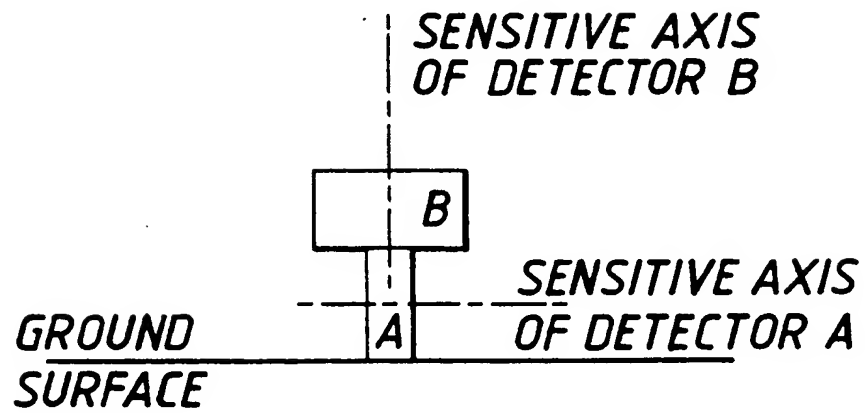 SENSITIVE AXIS
OF DETECTOR B
B
SENSITIVE AXIS
OF DETECTOR A
A
GROUND
SURFACE